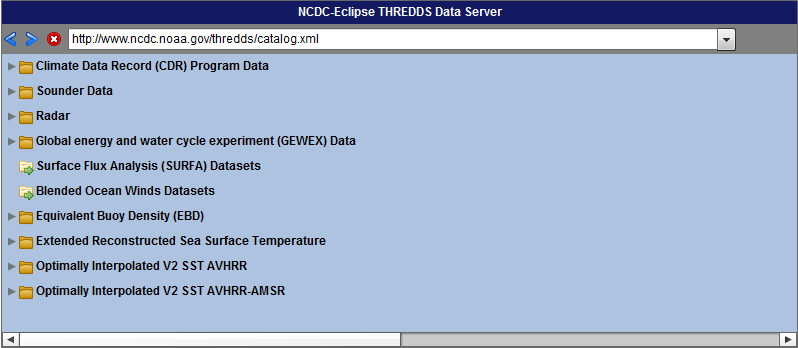 NCDC-Eclipse THREDDS Data Server
http://www.ncdc.noaa.gov/thredds/catalog.xml
Climate Data Record (CDR) Program Data
Sounder Data
Radar
Global energy and water cycle experiment (GEWEX) Data
Surface Flux Analysis (SURFA) Datasets
Blended Ocean Winds Datasets
Equivalent Buoy Density (EBD)
Extended Reconstructed Sea Surface Temperature
Optimally Interpolated V2 SST AVHRR
Optimally Interpolated V2 SST AVHRR-AMSR